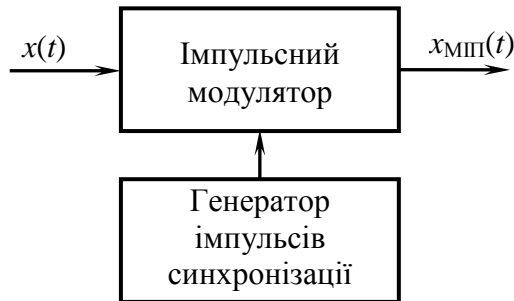 x(t)
Імпульсний
модулятор
xМІП(t)
Генератор
імпульсів
синхронізації